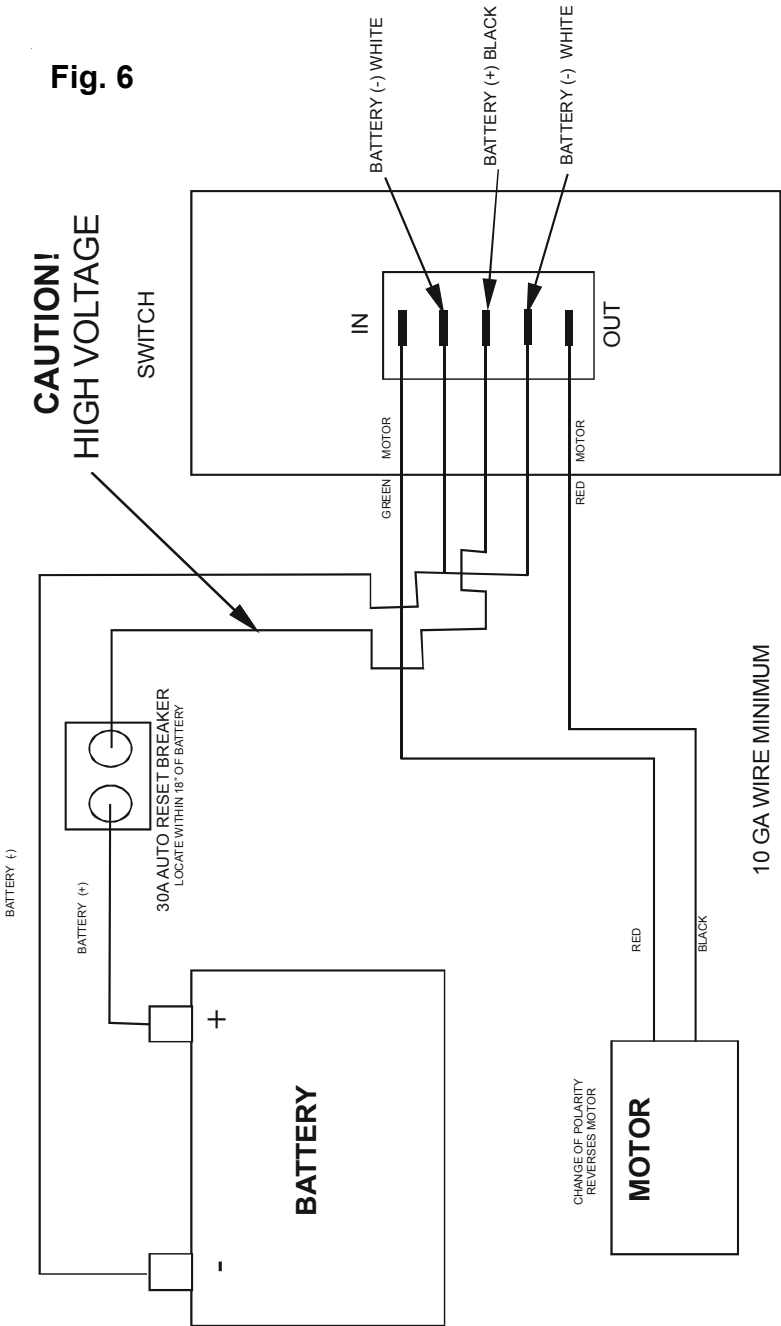 Fig. 6
CAUTION!
HIGH VOLTAGE
SWITCH
BATTERY (-) WHITE
BATTERY (+) BLACK
BATTERY (-) WHITE
IN
OUT
GREEN
MOTOR
RED
MOTOR
BATTERY (-)
BATTERY (+)
30A AUTO RESET BREAKER
LOCATE WITHIN 18" OF BATTERY
+
-
BATTERY
RED
BLACK
CHANGE OF POLARITY
REVERSES MOTOR
MOTOR
10 GA WIRE MINIMUM